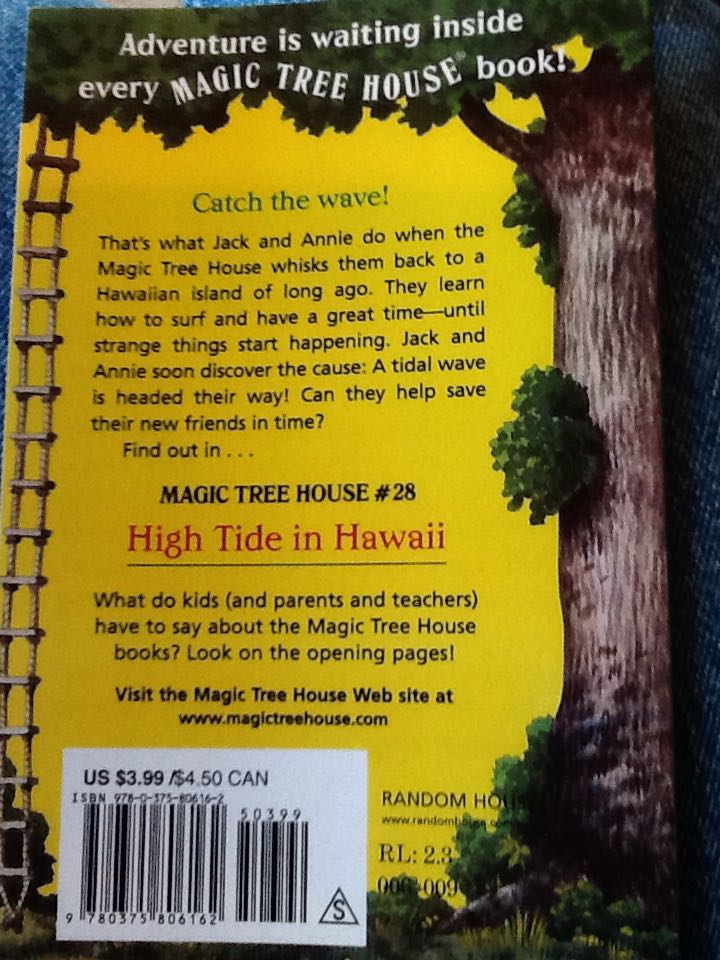 Adventure is waiting inside
every MAGIC TREE HOUSE® book!
Catch the wave!
That's what Jack and Annie do when the
Magic Tree House whisks them back to a
Hawaiian island of long ago. They learn
how to surf and have a great time—until
strange things start happening. Jack and
Annie soon discover the cause: A tidal wave
is headed their way! Can they help save
their new friends in time?
Find out in . . .
MAGIC TREE HOUSE #28
High Tide in Hawaii
What do kids (and parents and teachers)
have to say about the Magic Tree House
books? Look on the opening pages!
Visit the Magic Tree House Web site at
www.magictreehouse.com
US $3.99 /$4.50 CAN
ISBN 978-0-375-80616-2
50399
9 780375 806162
S
RANDOM
RL: 2.3
006-009